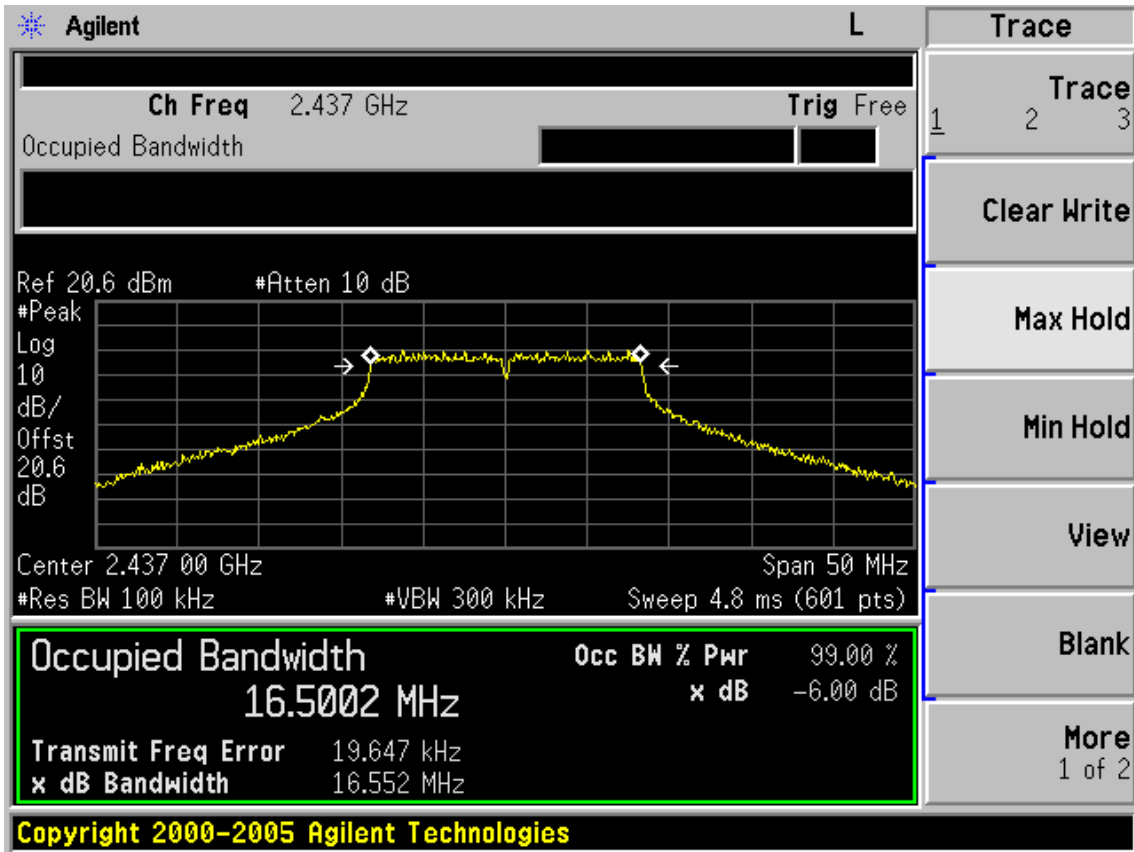 Agilent L Trace
Ch Freq 2.437 GHz Trig Free
Occupied Bandwidth
Trace
1 2 3
Clear Write
Max Hold
Min Hold
View
Blank
More
1 of 2
Ref 20.6 dBm #Atten 10 dB
#Peak
Log
10
dB/
Offst
20.6
dB
Center 2.437 00 GHz Span 50 MHz
#Res BW 100 kHz #VBW 300 kHz Sweep 4.8 ms (601 pts)
Occupied Bandwidth Occ BW % Pwr 99.00 %
16.5002 MHz x dB -6.00 dB
Transmit Freq Error 19.647 kHz
x dB Bandwidth 16.552 MHz
Copyright 2000-2005 Agilent Technologies